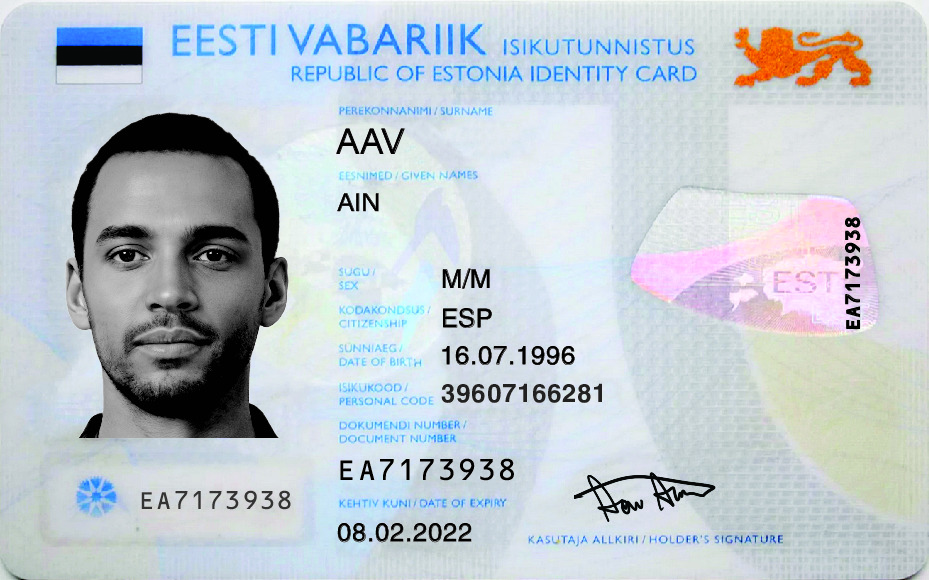 EESTI VABARIIK ISIKUTUNNISTUS
REPUBLIC OF ESTONIA IDENTITY CARD
PEREKONNANIMI / SURNAME
AAV
EESNIMED / GIVEN NAMES
AIN
SUGU /
SEX
M/M
KODAKONDSUS /
CITIZENSHIP
ESP
SÜNNIAEG /
DATE OF BIRTH
16.07.1996
ISIKUKOOD /
PERSONAL CODE
39607166281
DOKUMENDI NUMBER /
DOCUMENT NUMBER
EA7173938
KEHTIV KUNI / DATE OF EXPIRY
08.02.2022
KASUTAJA ALLKIRI / HOLDER'S SIGNATURE
EA7173938
EST
EA7173938